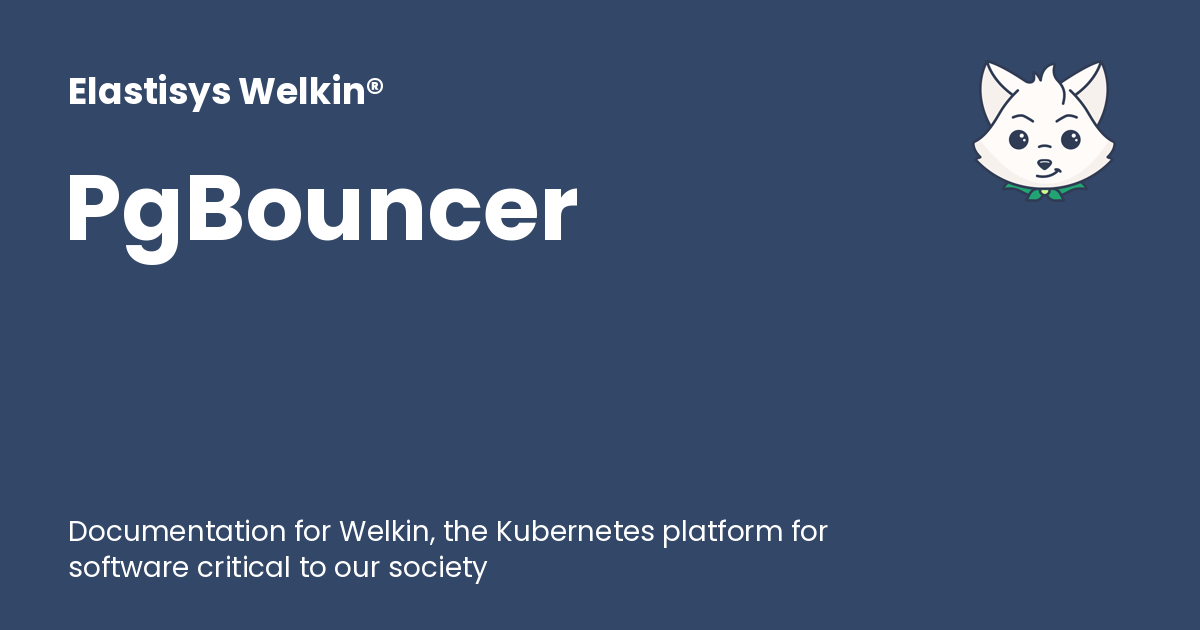 Elastisys Welkin®
PgBouncer
Documentation for Welkin, the Kubernetes platform for
software critical to our society